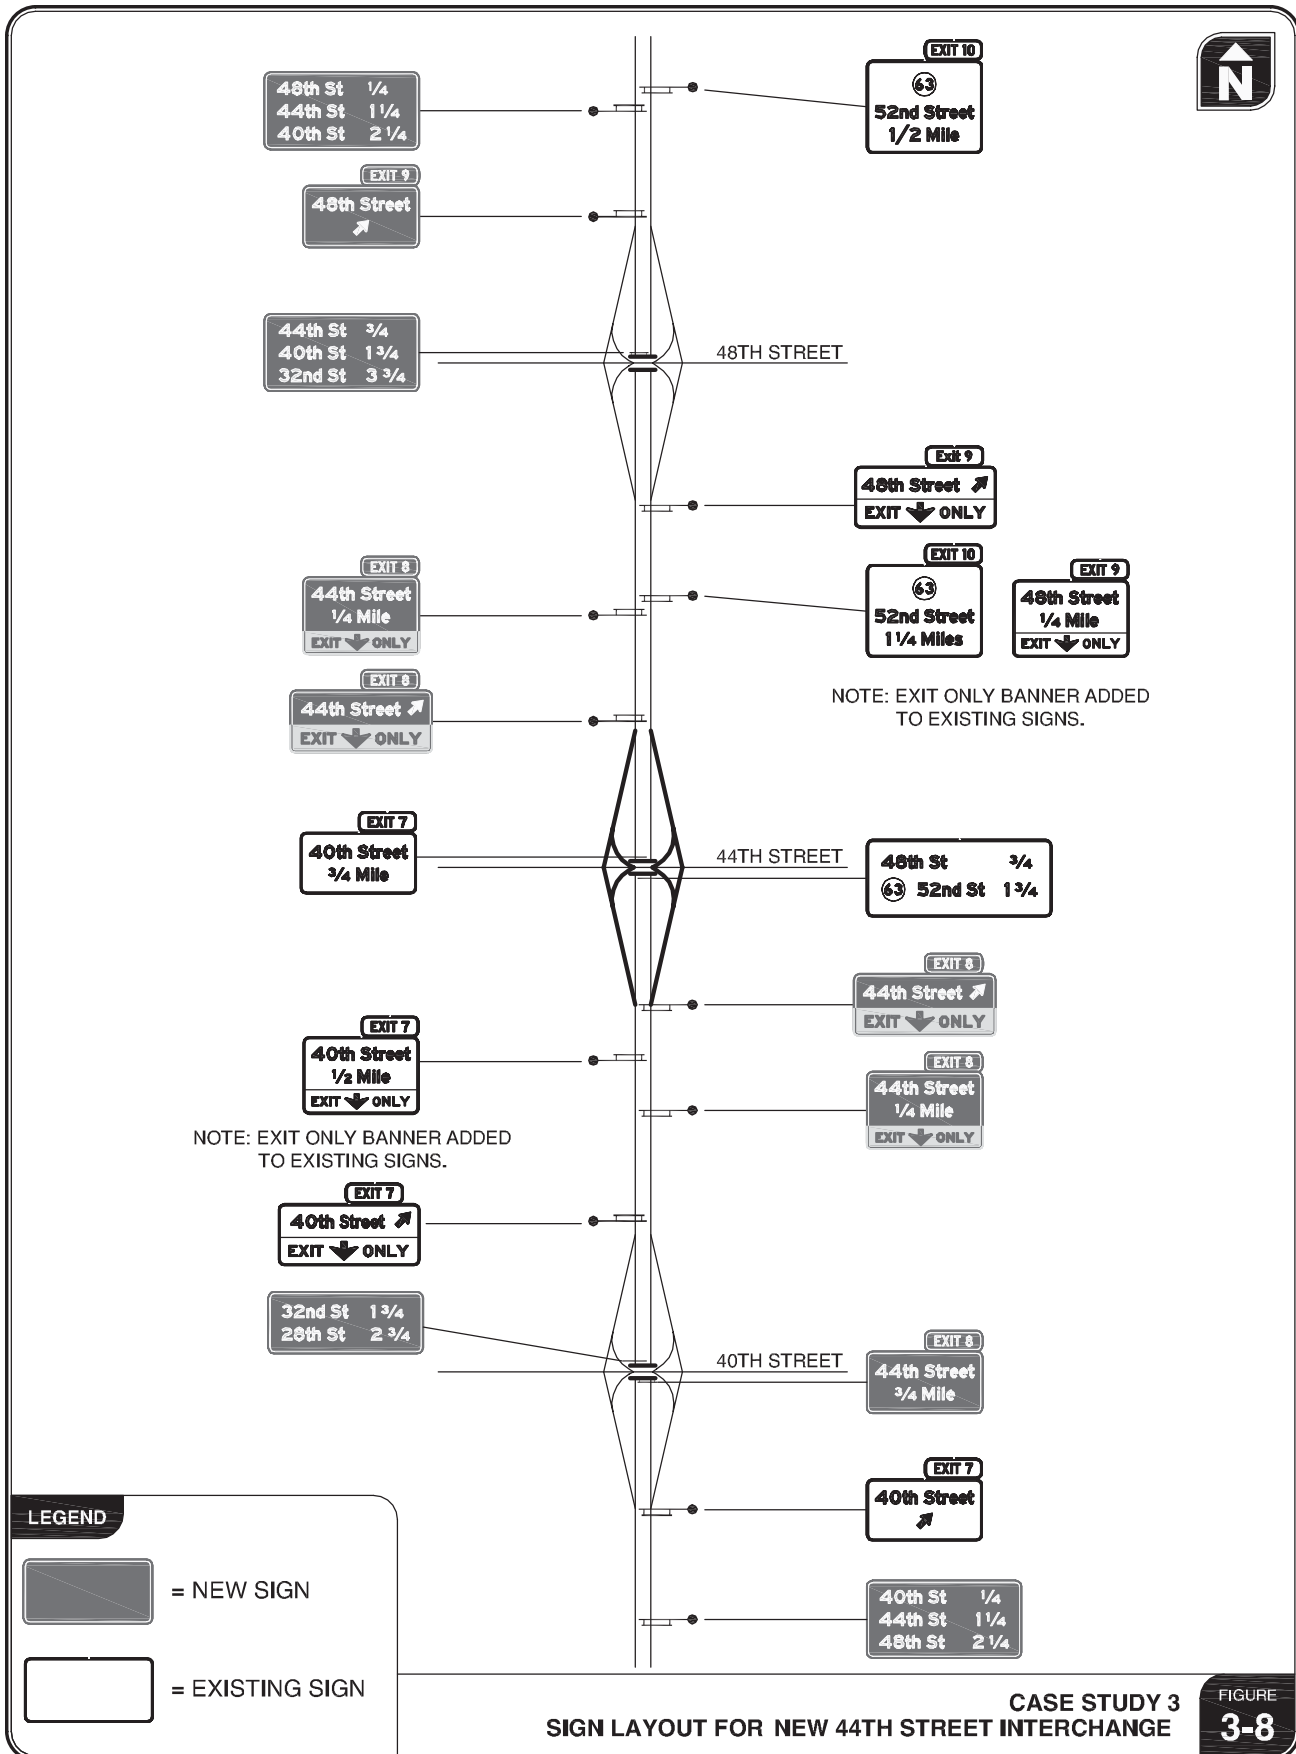 EXIT 10
63
52nd Street
1/2 Mile
N
48th St 1/4
44th St 1 1/4
40th St 2 1/4
EXIT 9
48th Street
44th St 3/4
40th St 1 3/4
32nd St 3 3/4
48TH STREET
Exit 9
48th Street
EXIT ONLY
EXIT 10
63
52nd Street
1 1/4 Miles
EXIT 9
48th Street
1/4 Mile
EXIT ONLY
NOTE: EXIT ONLY BANNER ADDED
TO EXISTING SIGNS.
EXIT 8
44th Street
1/4 Mile
EXIT ONLY
EXIT 8
44th Street
EXIT ONLY
EXIT 7
40th Street
3/4 Mile
44TH STREET
48th St 3/4
63 52nd St 1 3/4
EXIT 8
44th Street
EXIT ONLY
EXIT 7
40th Street
1/2 Mile
EXIT ONLY
NOTE: EXIT ONLY BANNER ADDED
TO EXISTING SIGNS.
EXIT 8
44th Street
1/4 Mile
EXIT ONLY
EXIT 7
40th Street
EXIT ONLY
32nd St 1 3/4
28th St 2 3/4
40TH STREET
EXIT 8
44th Street
3/4 Mile
EXIT 7
40th Street
40th St 1/4
44th St 1 1/4
48th St 2 1/4
LEGEND
= NEW SIGN
= EXISTING SIGN
CASE STUDY 3
SIGN LAYOUT FOR NEW 44TH STREET INTERCHANGE
FIGURE
3-8